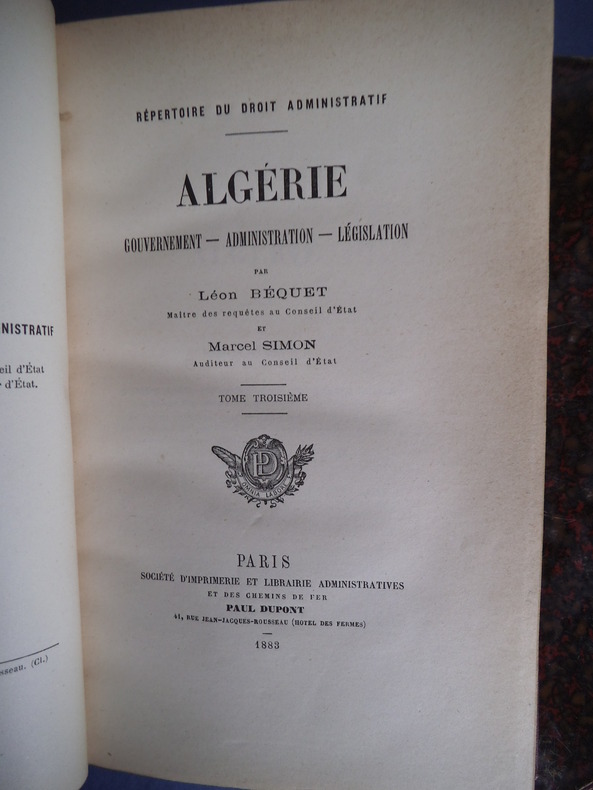 NISTRATIF
eil d'État
d'État.
sseau. (Cl.)
RÉPERTOIRE DU DROIT ADMINISTRATIF
ALGÉRIE
GOUVERNEMENT — ADMINISTRATION — LÉGISLATION
PAR
Léon BÉQUET
Maître des requêtes au Conseil d'État
ET
Marcel SIMON
Auditeur au Conseil d'État
TOME TROISIÈME
PD
OMNIA LABORE
PARIS
SOCIÉTÉ D'IMPRIMERIE ET LIBRAIRIE ADMINISTRATIVES
ET DES CHEMINS DE FER
PAUL DUPONT
41, RUE JEAN-JACQUES-ROUSSEAU (HOTEL DES FERMES)
1883